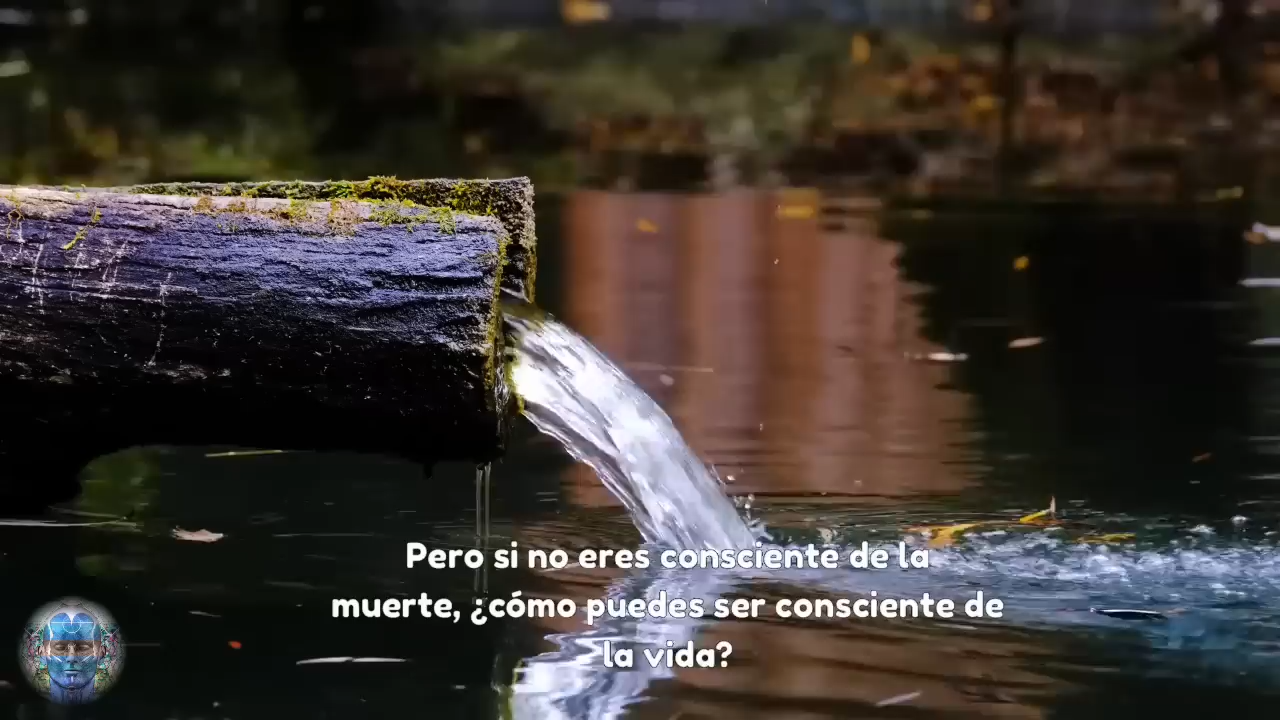 Pero si no eres consciente de la
muerte, ¿cómo puedes ser consciente de
la vida?